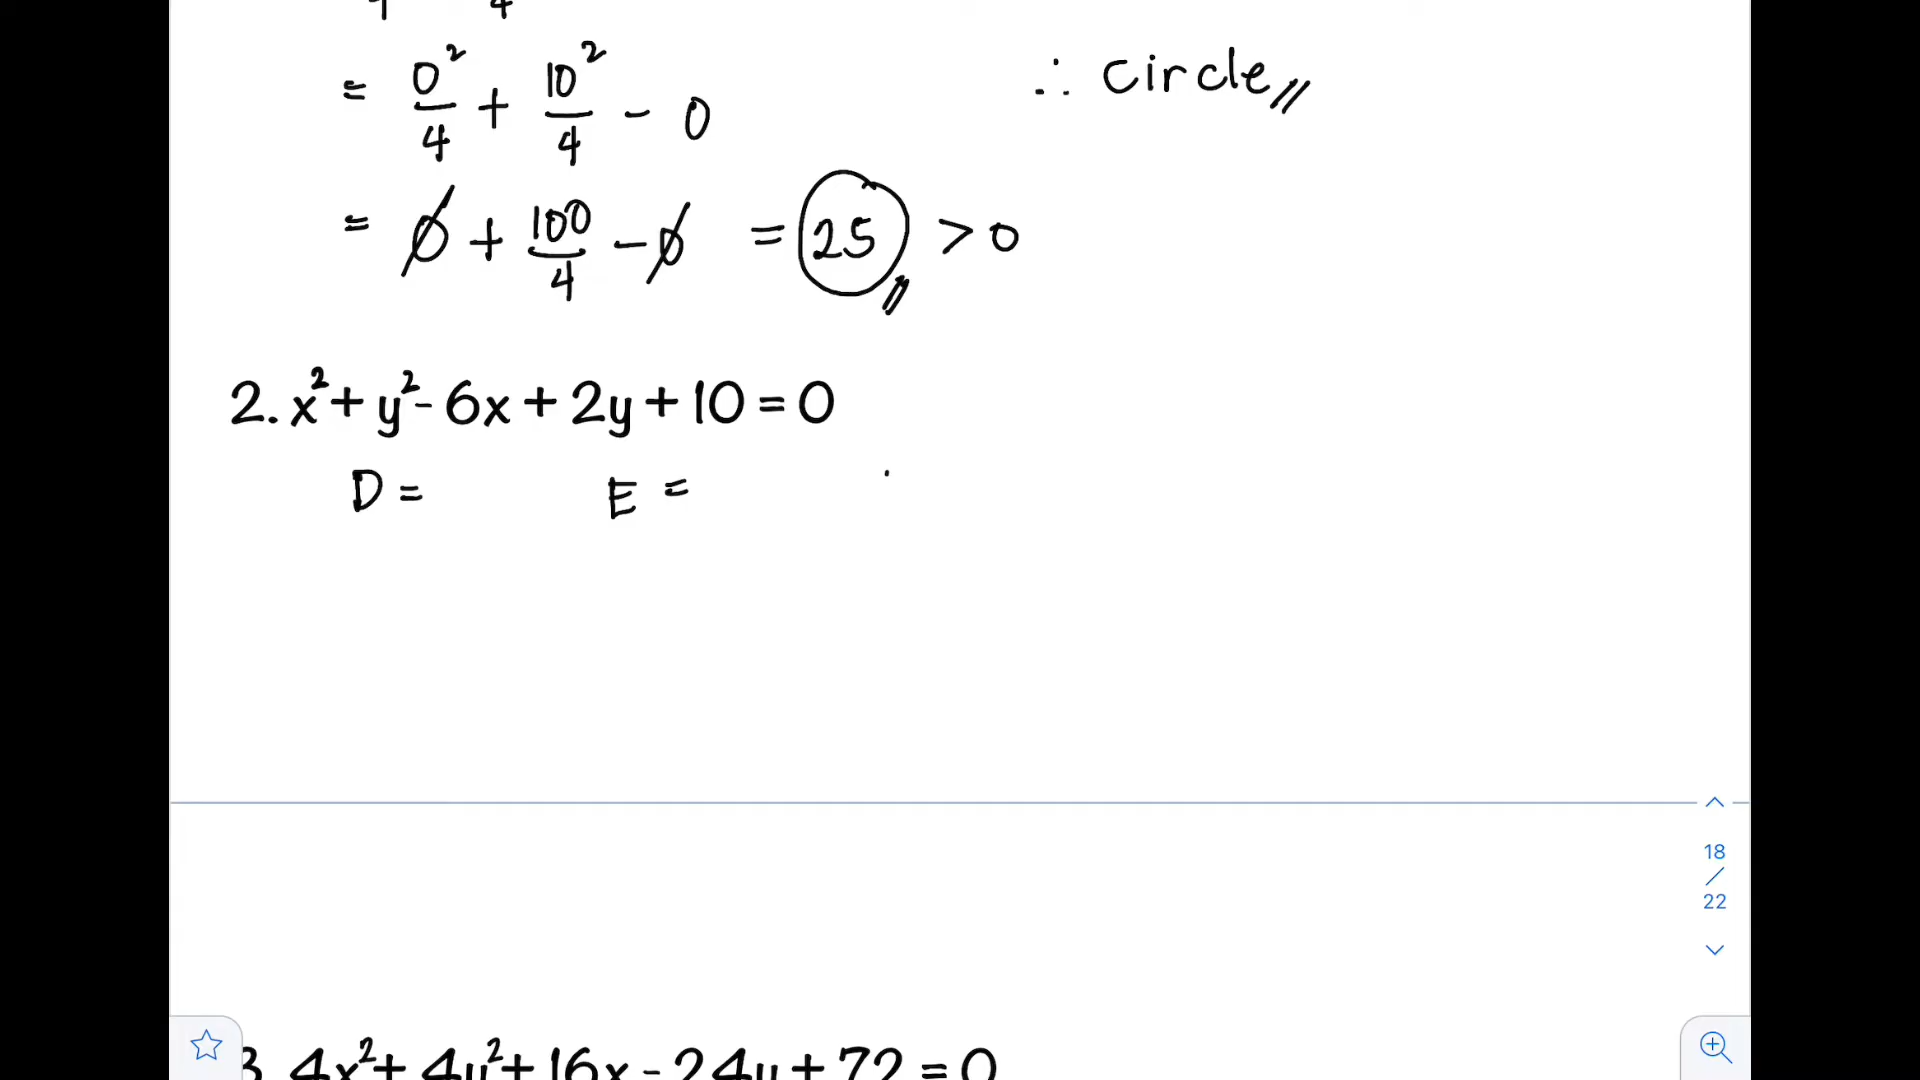 = 0²/4 + 10²/4 - 0
∴ circle
= 0 + 100/4 - 0 = 25 > 0
2. x² + y² - 6x + 2y + 10 = 0
D = E =
18
/
22
3. 4x² + 4y² + 16x - 24y + 72 = 0